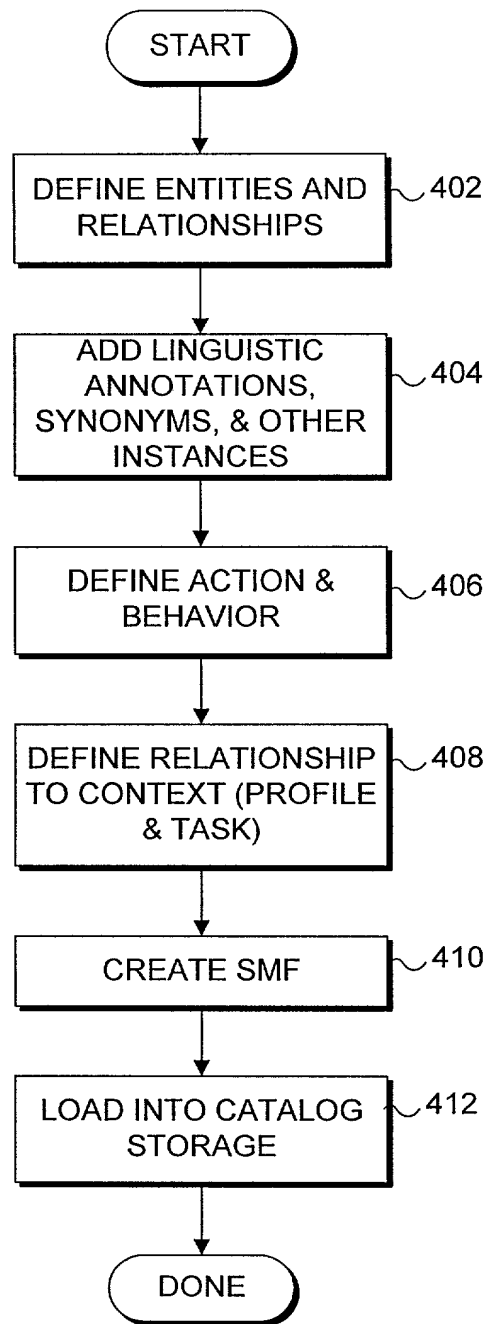 START
DEFINE ENTITIES AND
RELATIONSHIPS
402
ADD LINGUISTIC
ANNOTATIONS,
SYNONYMS, & OTHER
INSTANCES
404
DEFINE ACTION &
BEHAVIOR
406
DEFINE RELATIONSHIP
TO CONTEXT (PROFILE
& TASK)
408
CREATE SMF
410
LOAD INTO CATALOG
STORAGE
412
DONE